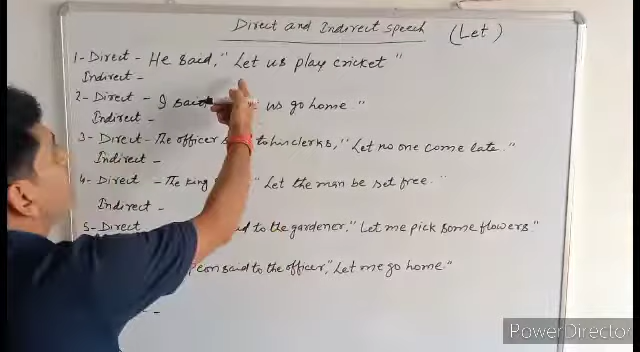 Direct and Indirect speech (Let)
1- Direct - He said, "Let us play cricket"
Indirect -
2- Direct - I said, us go home."
Indirect -
3- Direct - The officer to his clerks, "Let no one come late."
Indirect -
4- Direct - The king "Let the man be set free."
Indirect -
5- Direct to the gardener, "Let me pick some flowers."
Peon said to the officer, "Let me go home"
PowerDirector